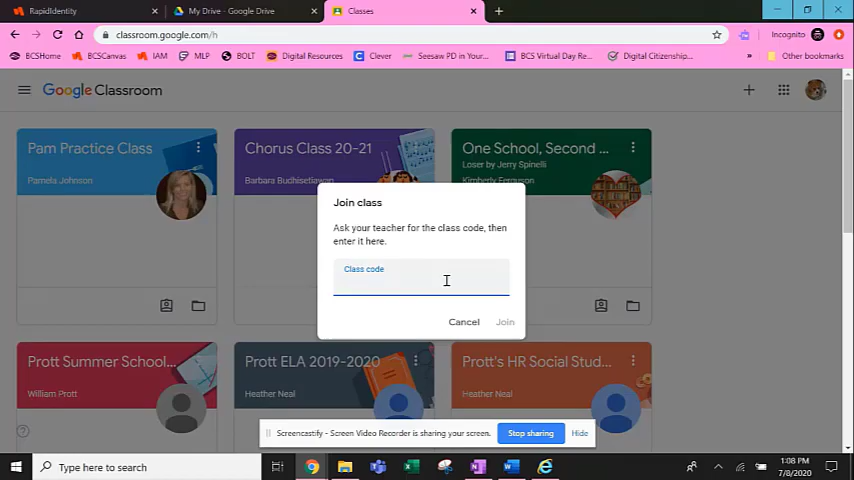 RapidIdentity
My Drive - Google Drive
Classes
classroom.google.com/h
Incognito
BCSHome
BCSCanvas
IAM
MLP
BOLT
Digital Resources
Clever
Seesaw PD in Your...
BCS Virtual Day Re...
Digital Citizenship...
»
Other bookmarks
Google Classroom
Pam Practice Class
Pamela Johnson
Chorus Class 20-21
Barbara Budhisetiawan
One School, Second ...
Loser by Jerry Spinelli
Kimberly Ferguson
Join class
Ask your teacher for the class code, then
enter it here.
Class code
Cancel
Join
Prott Summer School...
William Prott
Prott ELA 2019-2020
Heather Neal
Prott's HR Social Stud...
Heather Neal
Screencastify - Screen Video Recorder is sharing your screen.
Stop sharing
Hide
Type here to search
1:08 PM
7/8/2020